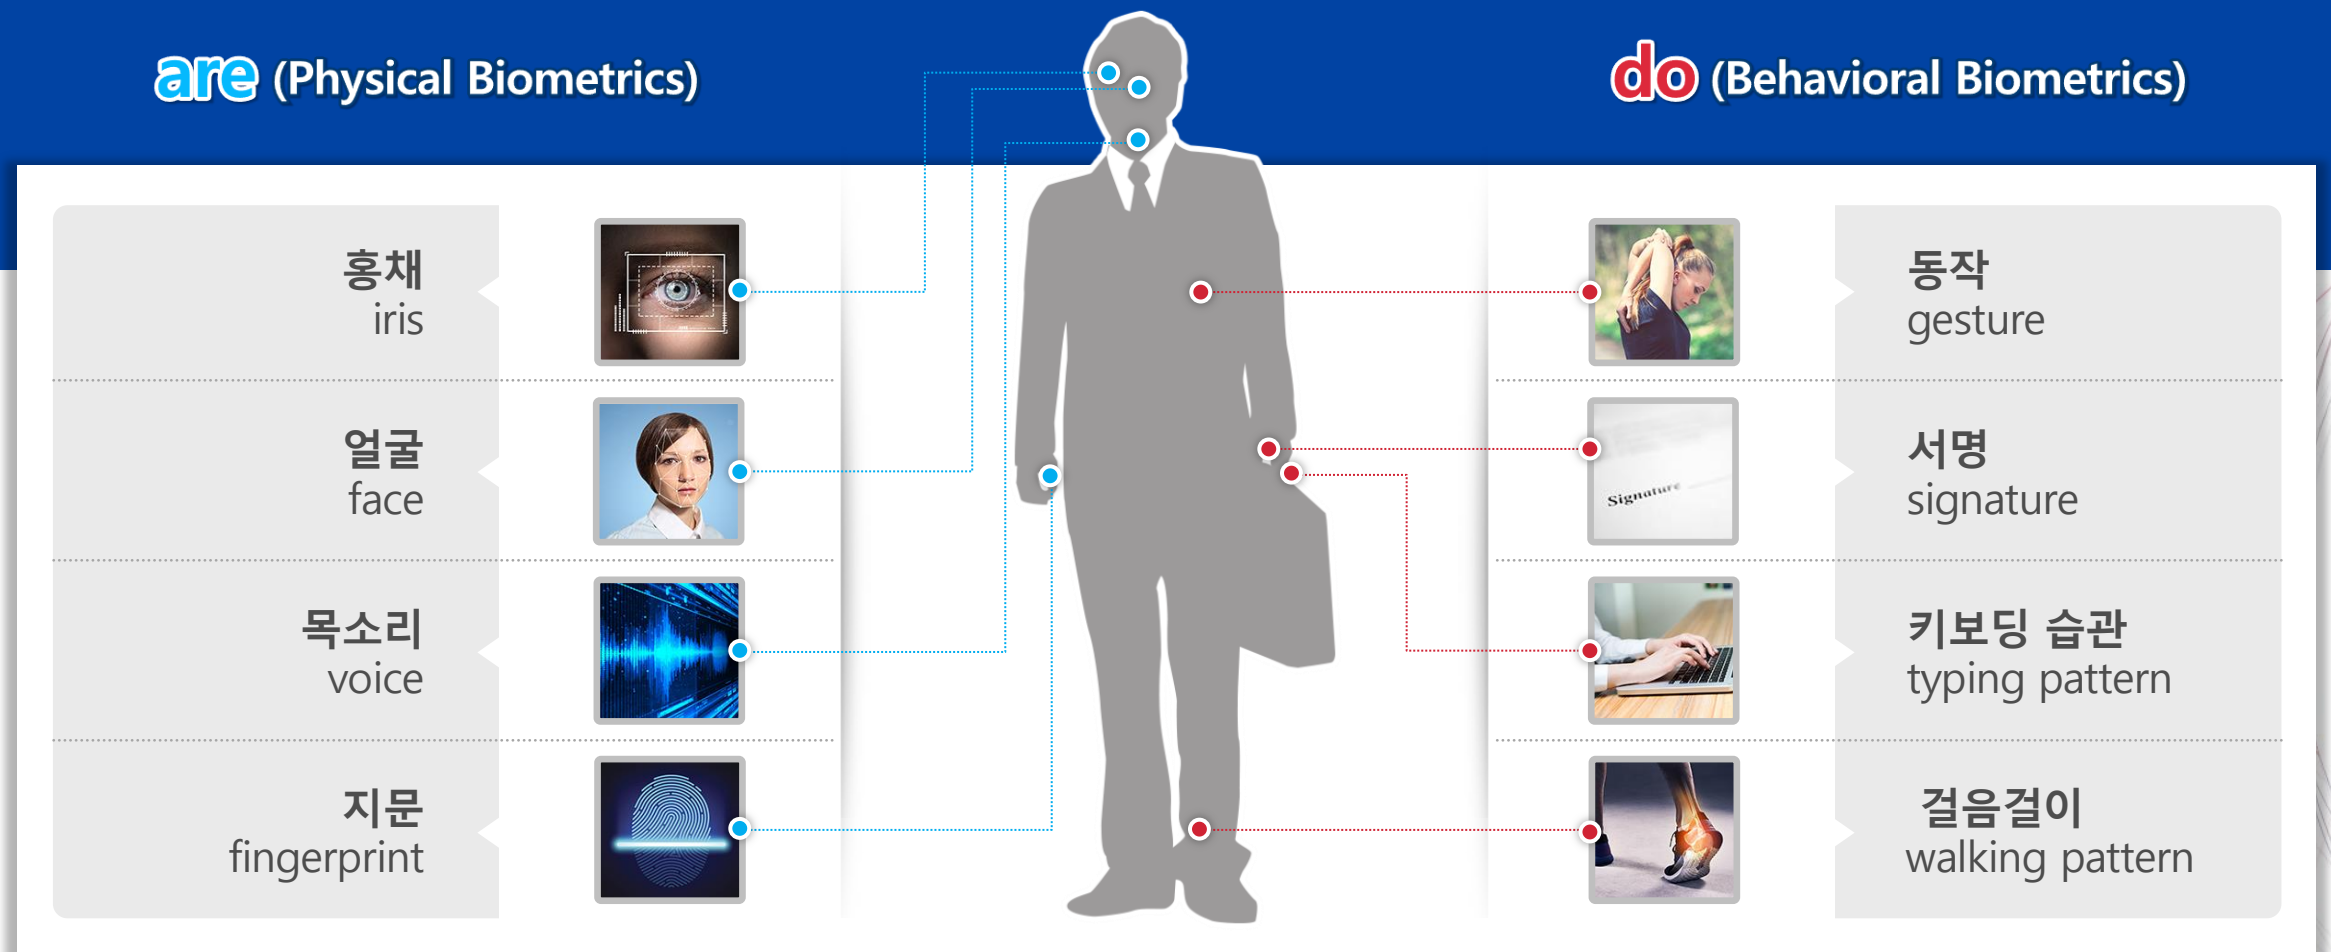 are (Physical Biometrics)
do (Behavioral Biometrics)
홍채
iris
얼굴
face
목소리
voice
지문
fingerprint
동작
gesture
Signature
서명
signature
키보딩 습관
typing pattern
걸음걸이
walking pattern